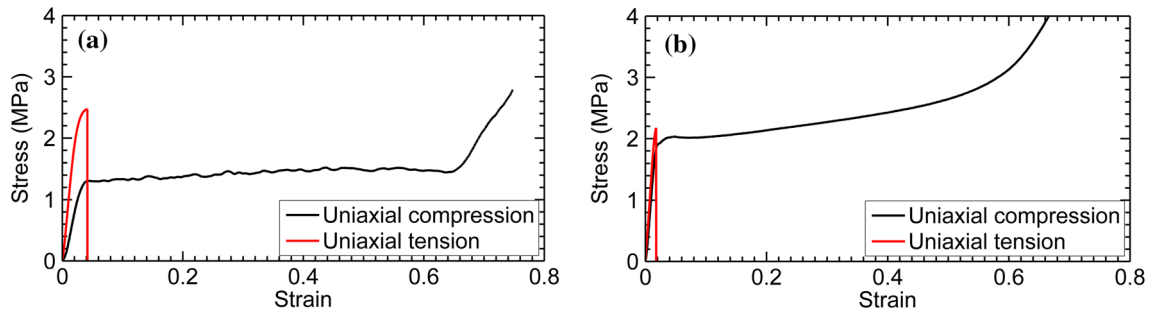 (a)
Stress (MPa)
4
3
2
1
0
0 0.2 0.4 0.6 0.8
Strain
Uniaxial compression
Uniaxial tension
(b)
Stress (MPa)
4
3
2
1
0
0 0.2 0.4 0.6 0.8
Strain
Uniaxial compression
Uniaxial tension